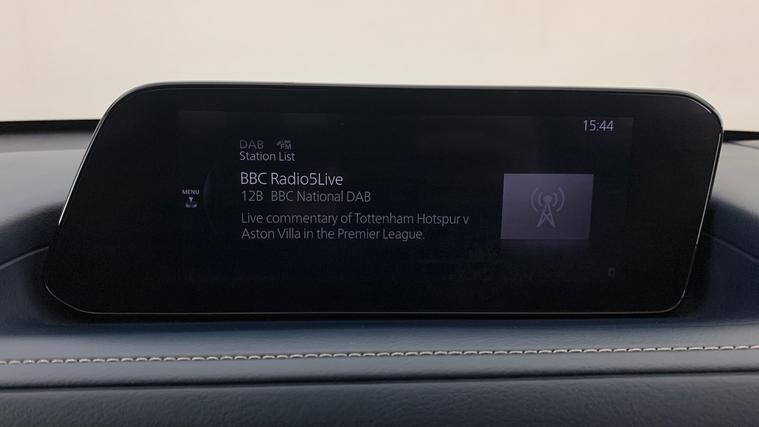 15:44
DAB FM
Station List
BBC Radio5Live
MENU
12B BBC National DAB
Live commentary of Tottenham Hotspur v
Aston Villa in the Premier League.